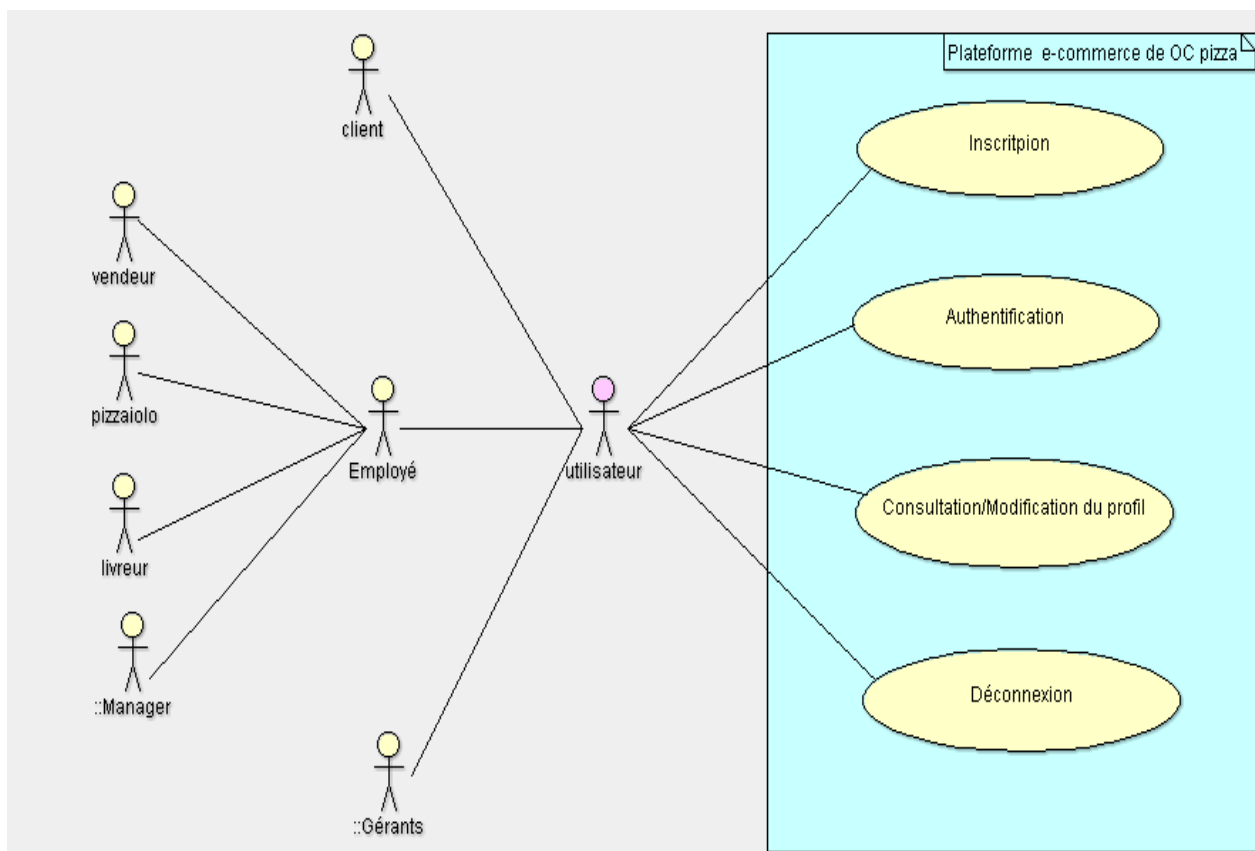 Plateforme e-commerce de OC pizza
client
Inscritpion
vendeur
Authentification
pizzaiolo
Employé
utilisateur
Consultation/Modification du profil
livreur
::Manager
Déconnexion
::Gérants